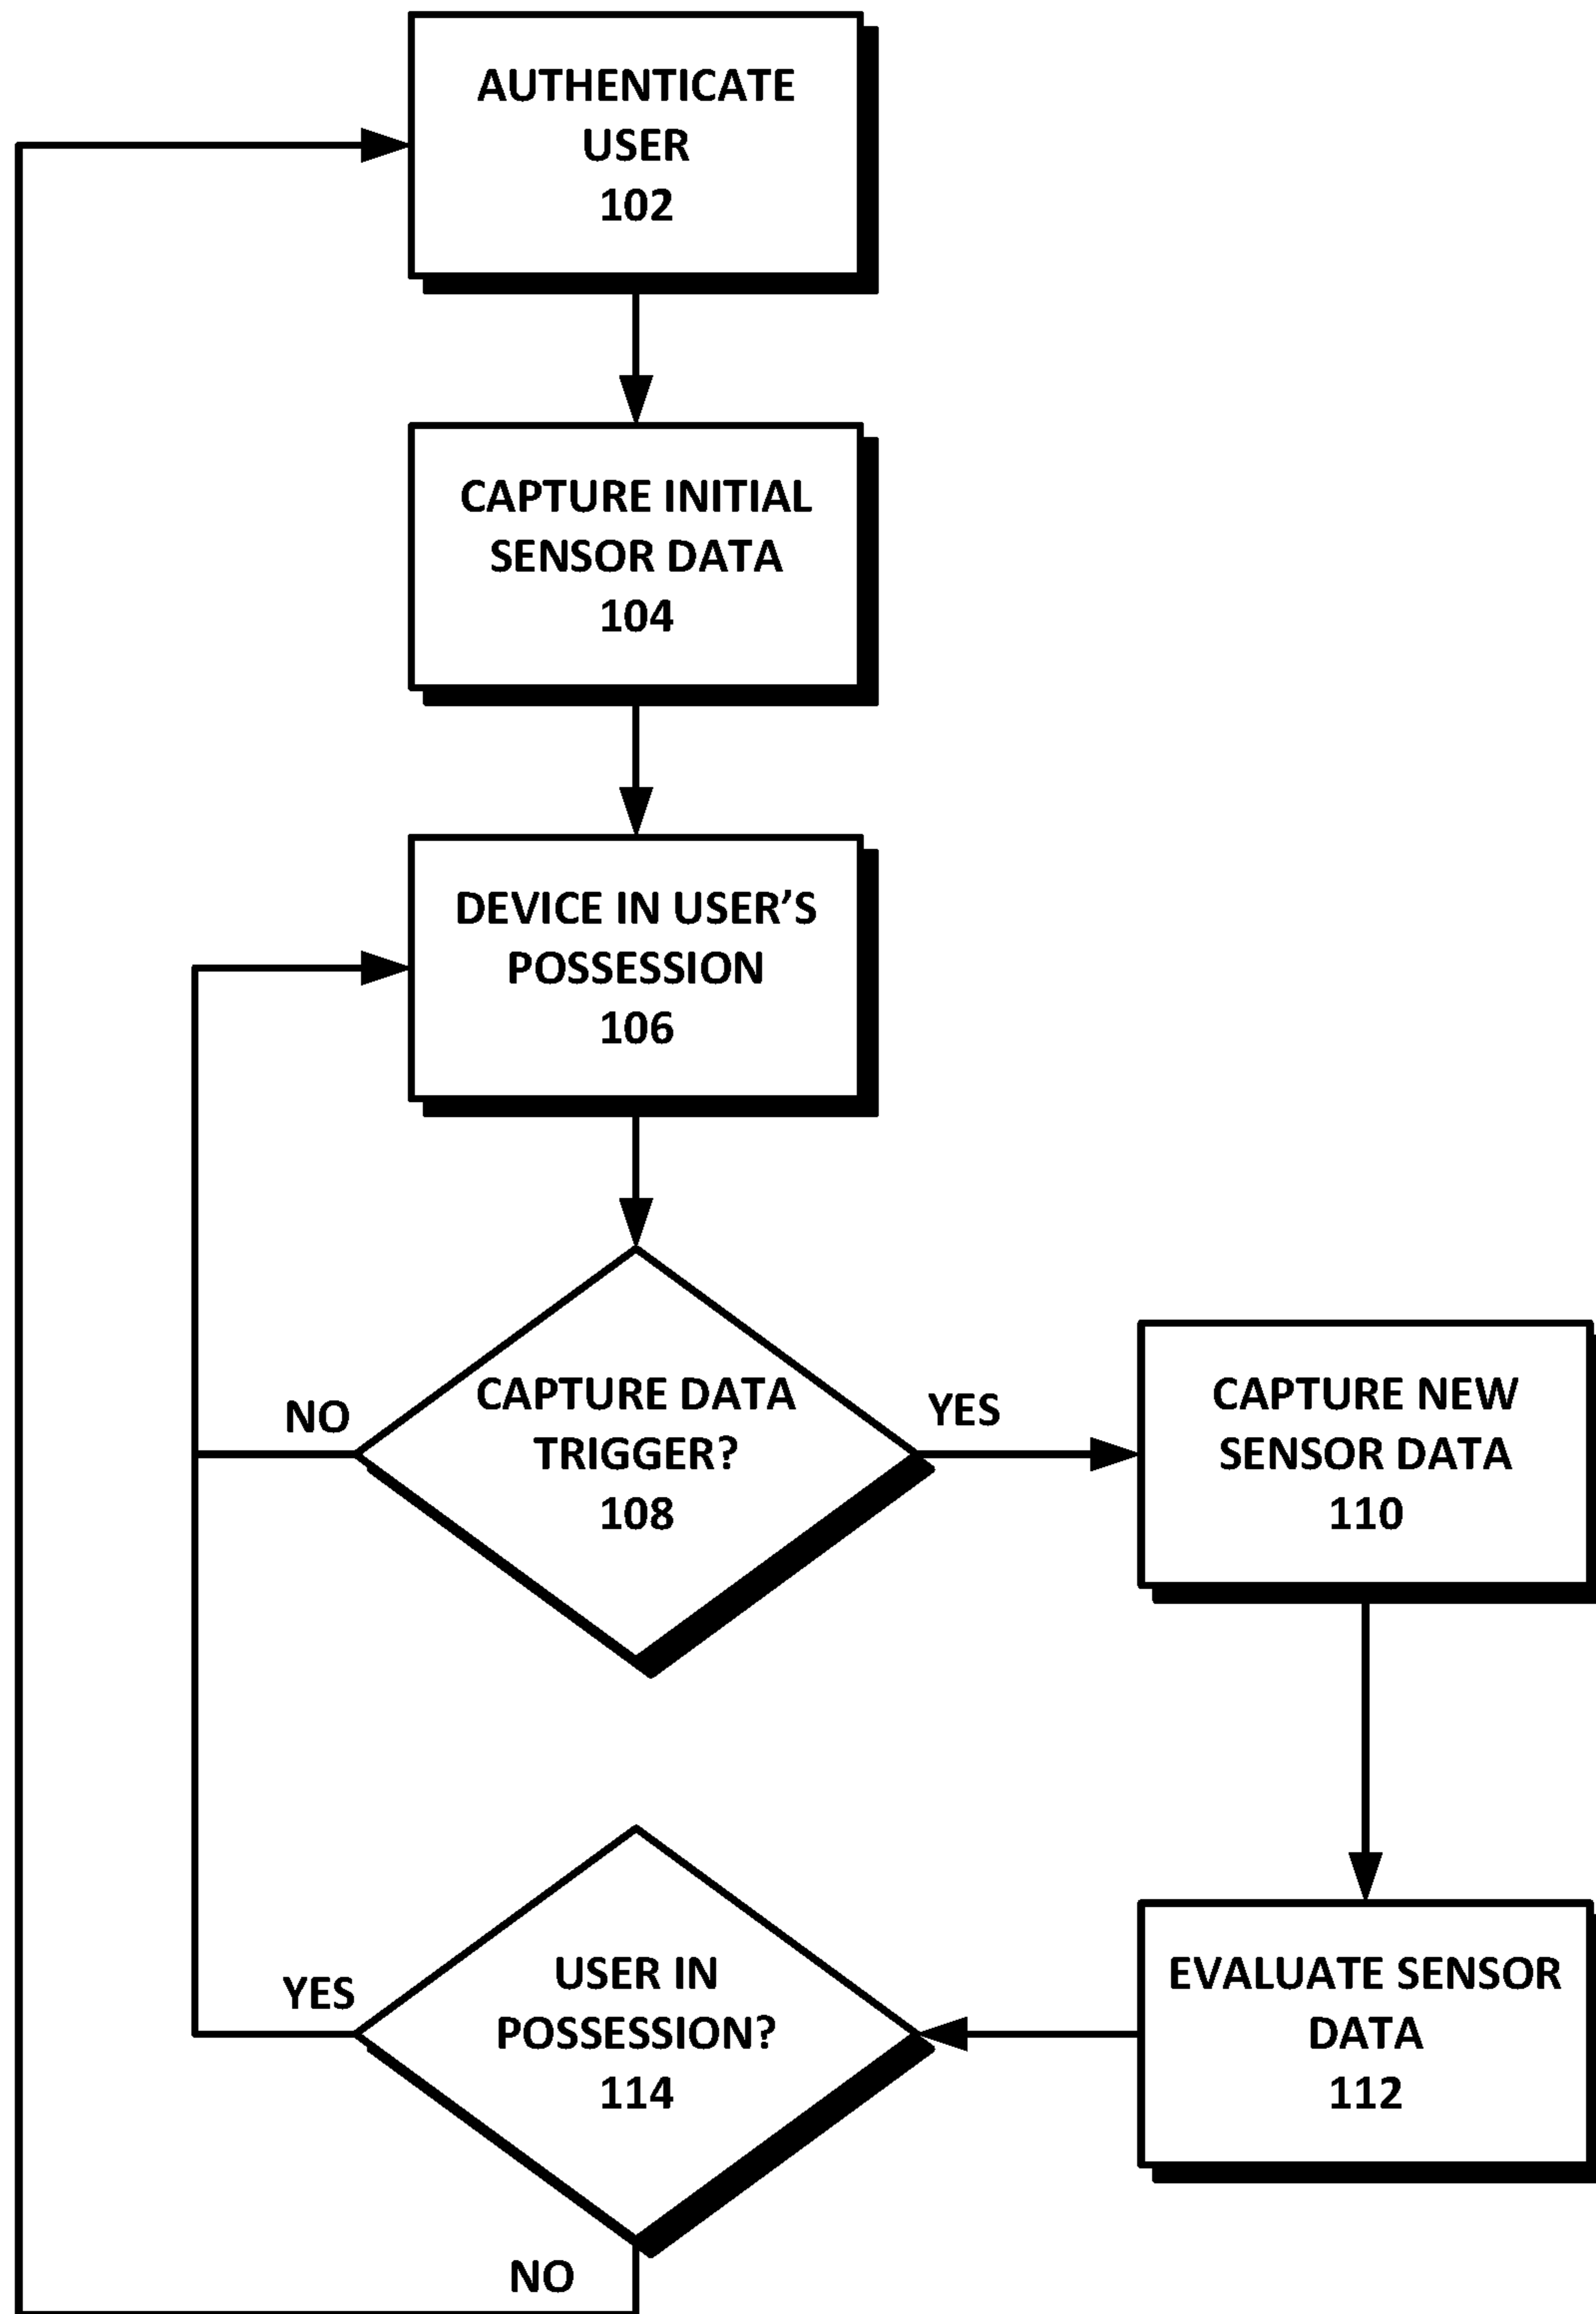 AUTHENTICATE
USER
102
CAPTURE INITIAL
SENSOR DATA
104
DEVICE IN USER’S
POSSESSION
106
CAPTURE DATA
TRIGGER?
108
NO
YES
CAPTURE NEW
SENSOR DATA
110
EVALUATE SENSOR
DATA
112
USER IN
POSSESSION?
114
YES
NO